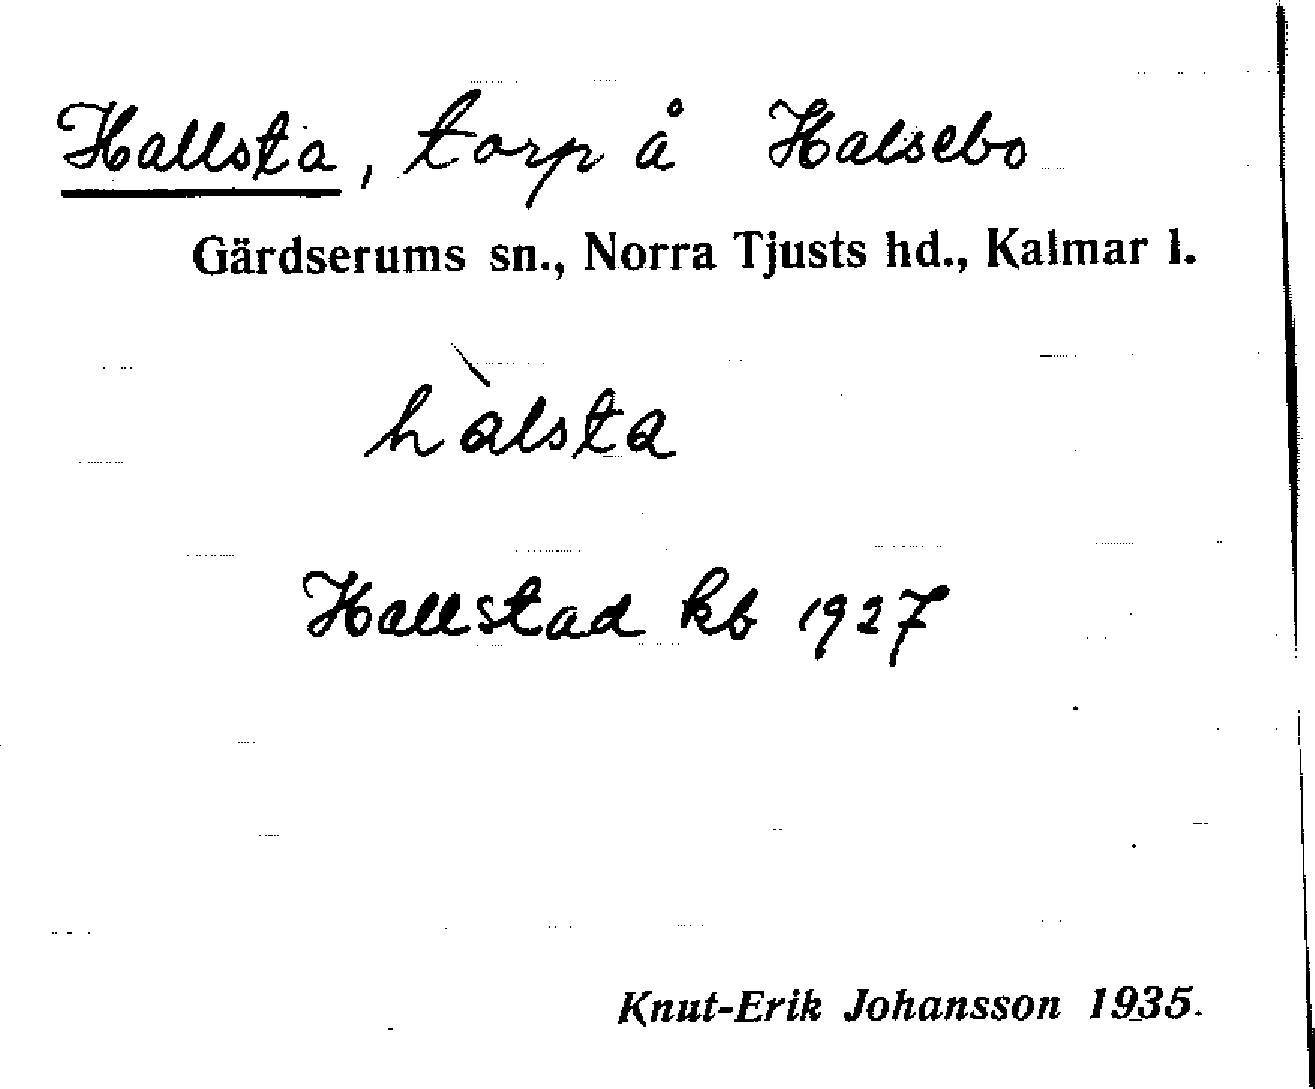 Hallsta, torp å Halsebo
Gärdserums sn., Norra Tjusts hd., Kalmar l.
hàlsta
Hallstad kb 1927
Knut-Erik Johansson 1935.